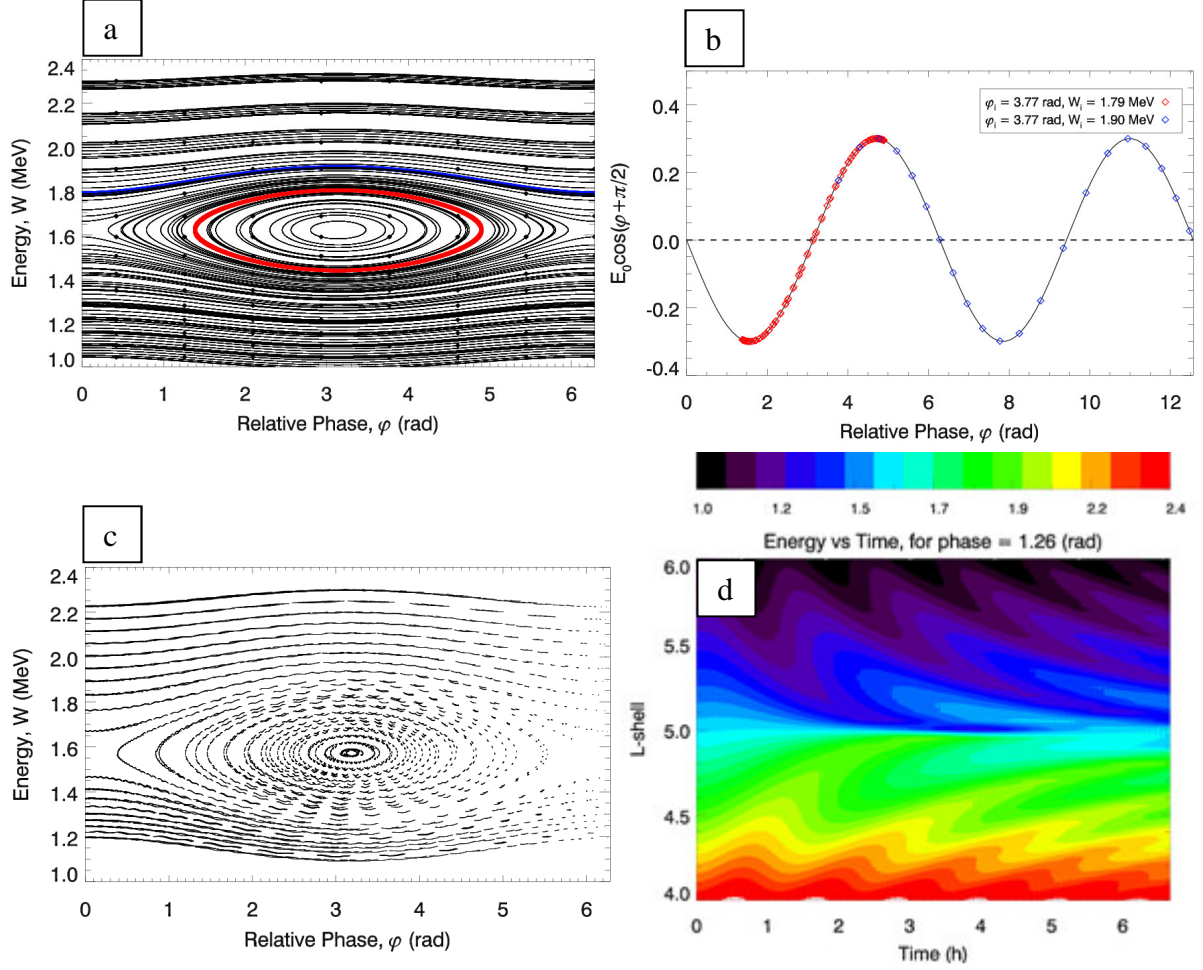 a
2.4
2.2
2.0
1.8
1.6
1.4
1.2
1.0
Energy, W (MeV)
0 1 2 3 4 5 6
Relative Phase, φ (rad)
b
φi = 3.77 rad, Wi = 1.79 MeV
φi = 3.77 rad, Wi = 1.90 MeV
0.4
0.2
0.0
-0.2
-0.4
E0cos(φ+π/2)
0 2 4 6 8 10 12
Relative Phase, φ (rad)
c
2.4
2.2
2.0
1.8
1.6
1.4
1.2
1.0
Energy, W (MeV)
0 1 2 3 4 5 6
Relative Phase, φ (rad)
1.0 1.2 1.5 1.7 1.9 2.2 2.4
Energy vs Time, for phase = 1.26 (rad)
d
6.0
5.5
5.0
4.5
4.0
L-shell
0 1 2 3 4 5 6
Time (h)